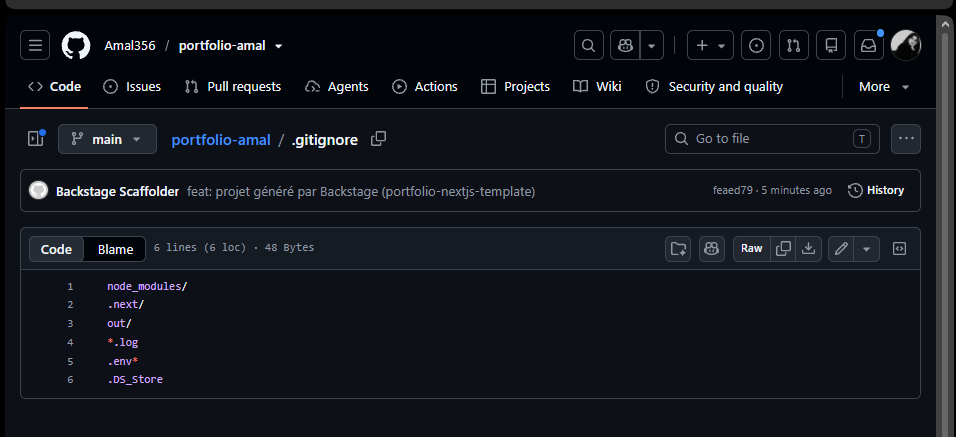 Amal356 / portfolio-amal
Code Issues Pull requests Agents Actions Projects Wiki Security and quality More
main portfolio-amal / .gitignore Go to file T
Backstage Scaffolder feat: projet généré par Backstage (portfolio-nextjs-template) feaed79 · 5 minutes ago History
Code Blame 6 lines (6 loc) · 48 Bytes Raw
1 node_modules/
2 .next/
3 out/
4 *.log
5 .env*
6 .DS_Store